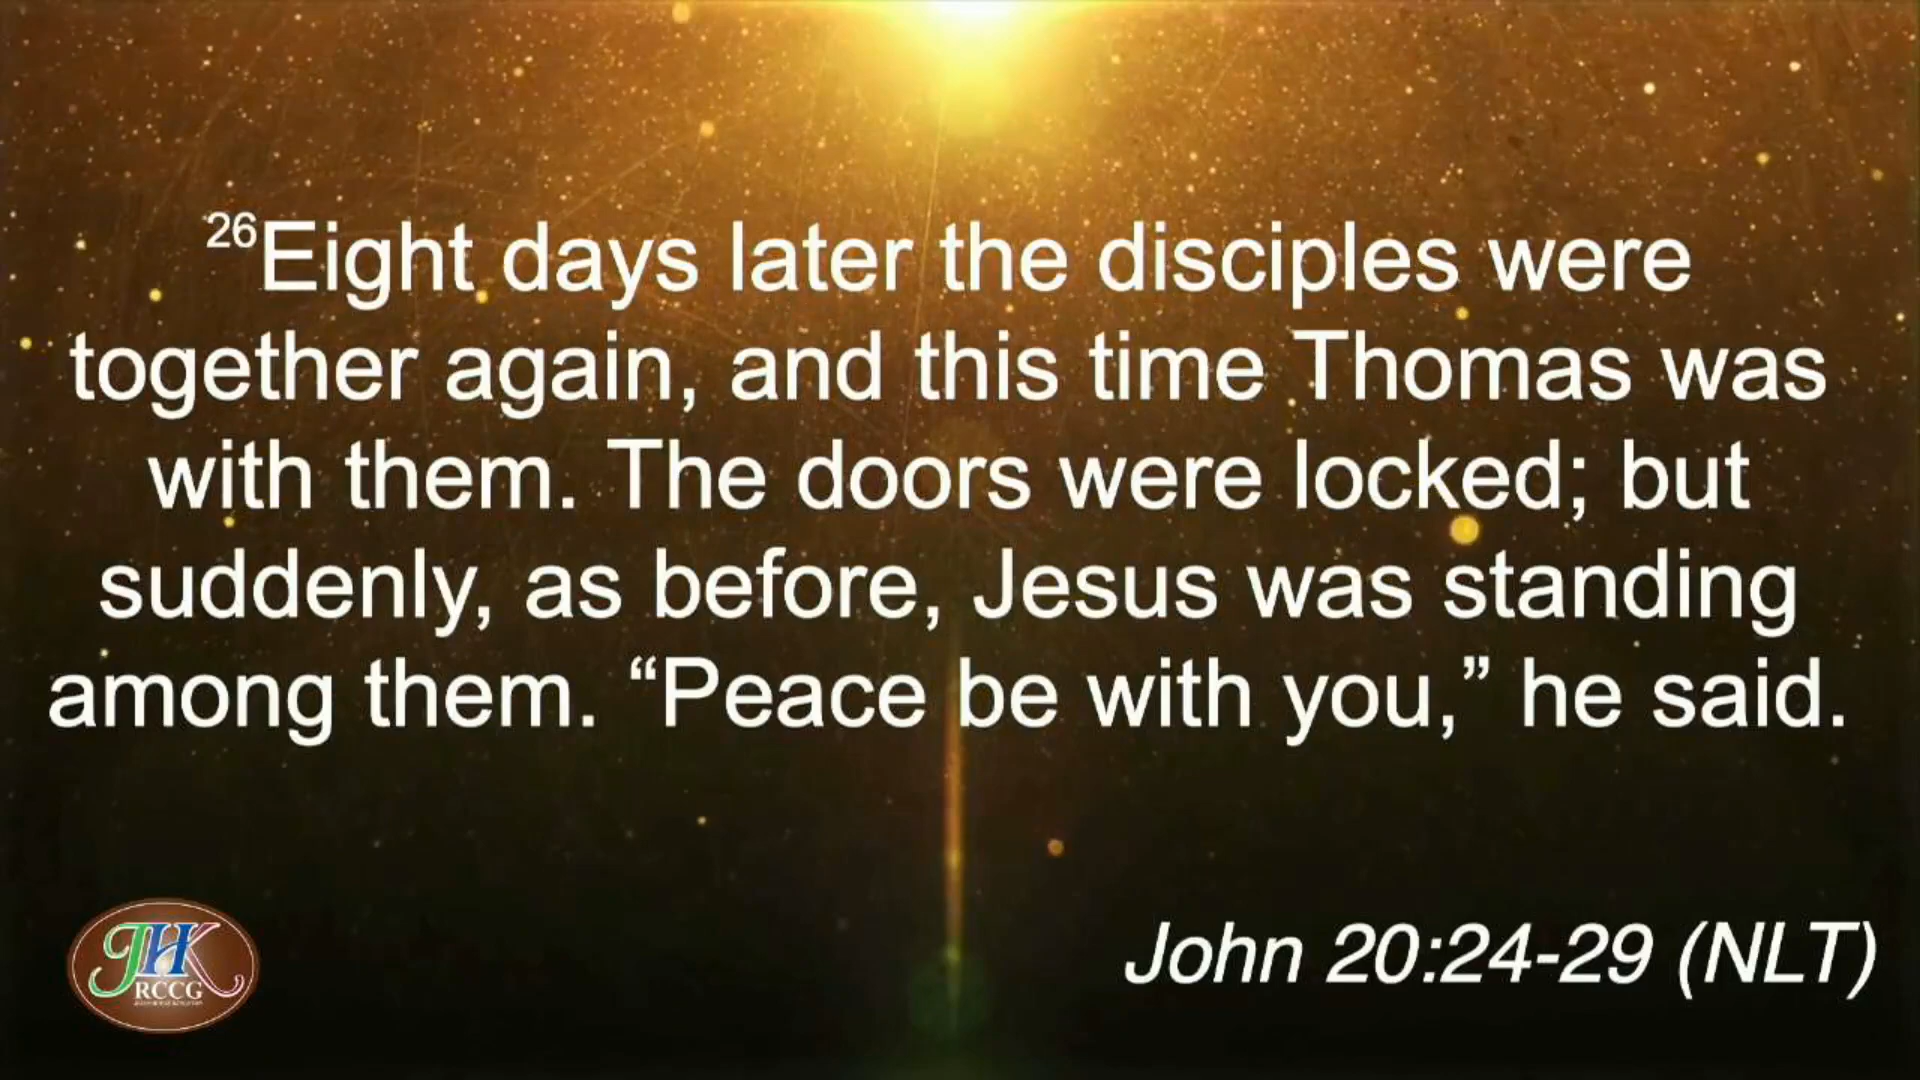 26Eight days later the disciples were
together again, and this time Thomas was
with them. The doors were locked; but
suddenly, as before, Jesus was standing
among them. “Peace be with you,” he said.
John 20:24-29 (NLT)
JHK
RCCG